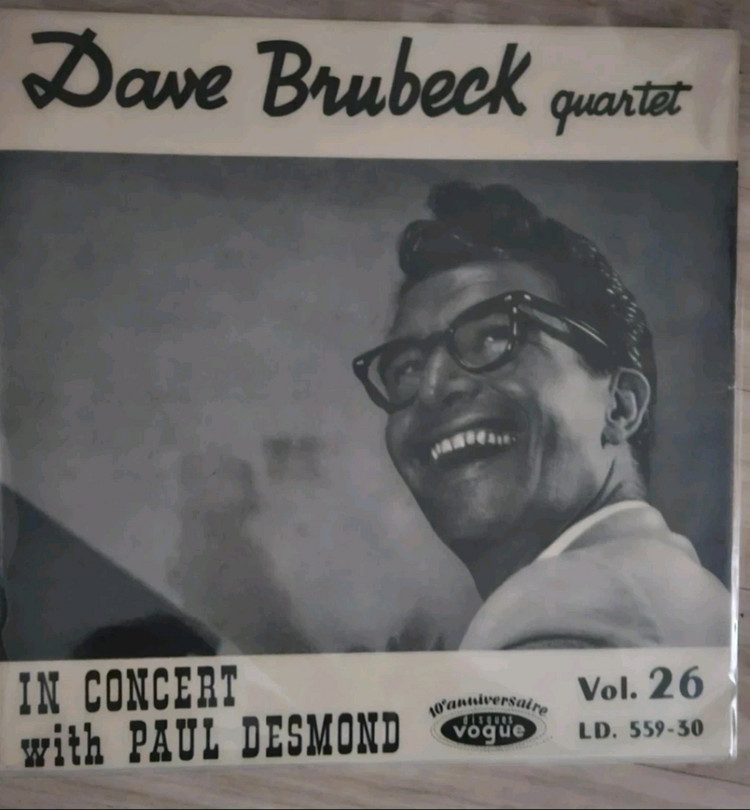 Dave Brubeck quartet
IN CONCERT
with PAUL DESMOND
10e anniversaire
disques
vogue
Vol. 26
LD. 559-30